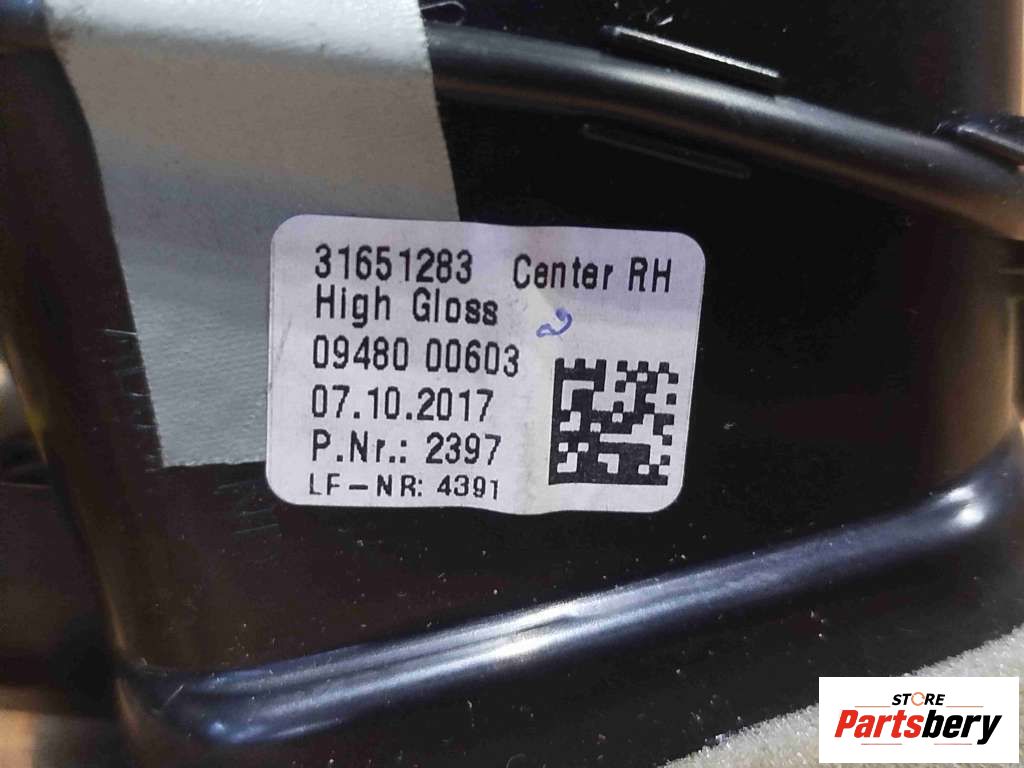 31651283 Center RH
High Gloss
09480 00603
07.10.2017
P.Nr.: 2397
LF-NR: 4391
STORE
Partsbery